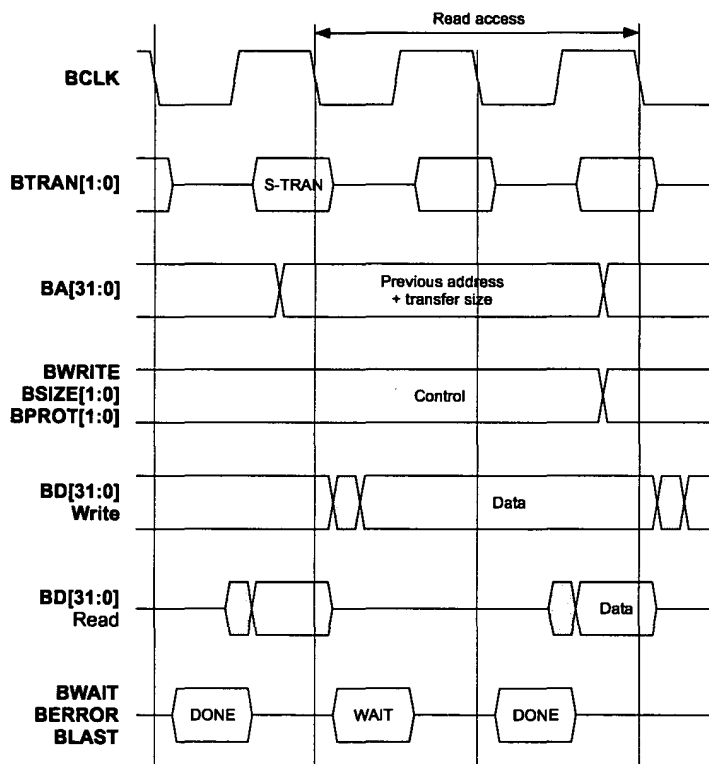 Read access
BCLK
BTRAN[1:0]
S-TRAN
BA[31:0]
Previous address
+ transfer size
BWRITE
BSIZE[1:0]
BPROT[1:0]
Control
BD[31:0]
Write
Data
BD[31:0]
Read
Data
BWAIT
BERROR
BLAST
DONE
WAIT
DONE